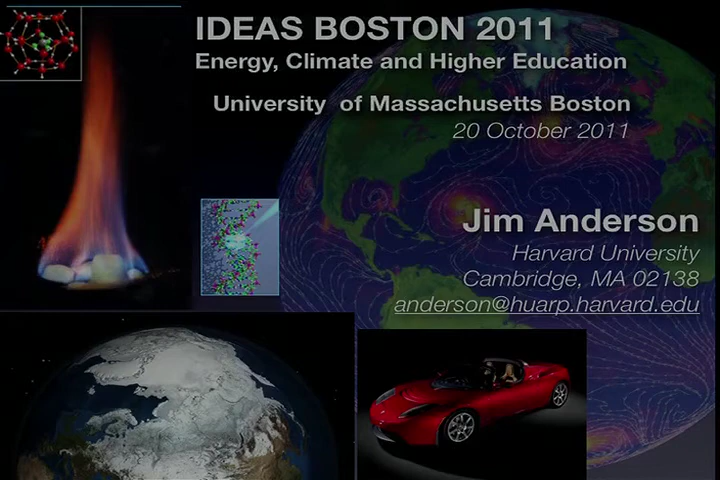 IDEAS BOSTON 2011
Energy, Climate and Higher Education
University of Massachusetts Boston
20 October 2011
Jim Anderson
Harvard University
Cambridge, MA 02138
anderson@huarp.harvard.edu